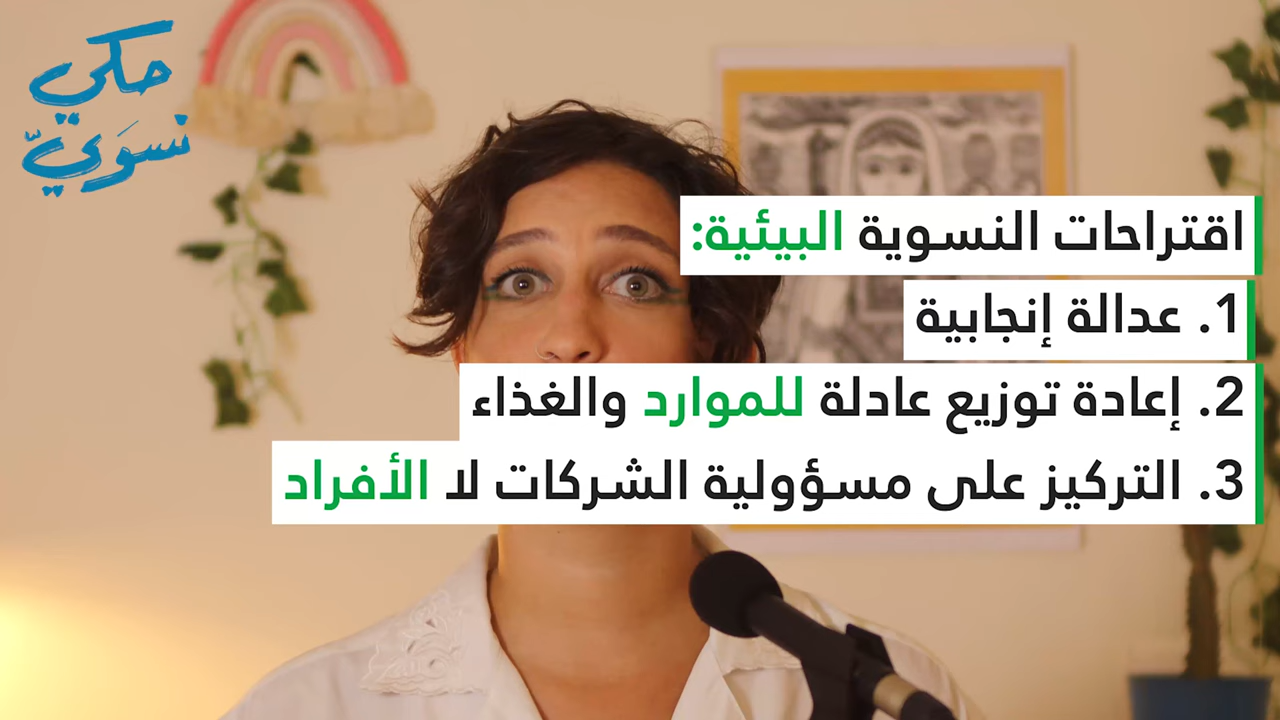 حكي
نسوَيّ
اقتراحات النسوية البيئية:
1. عدالة إنجابية
2. إعادة توزيع عادلة للموارد والغذاء
3. التركيز على مسؤولية الشركات لا الأفراد